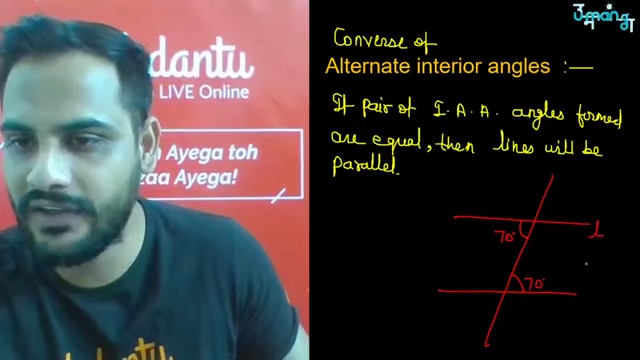 उमंग
Vedantu
LIVE Online
Ayega toh
zaa Ayega!
Converse of
Alternate interior angles :—
If pair of I.A.A. angles formed
are equal, then lines will be
parallel.
70°
l
70°